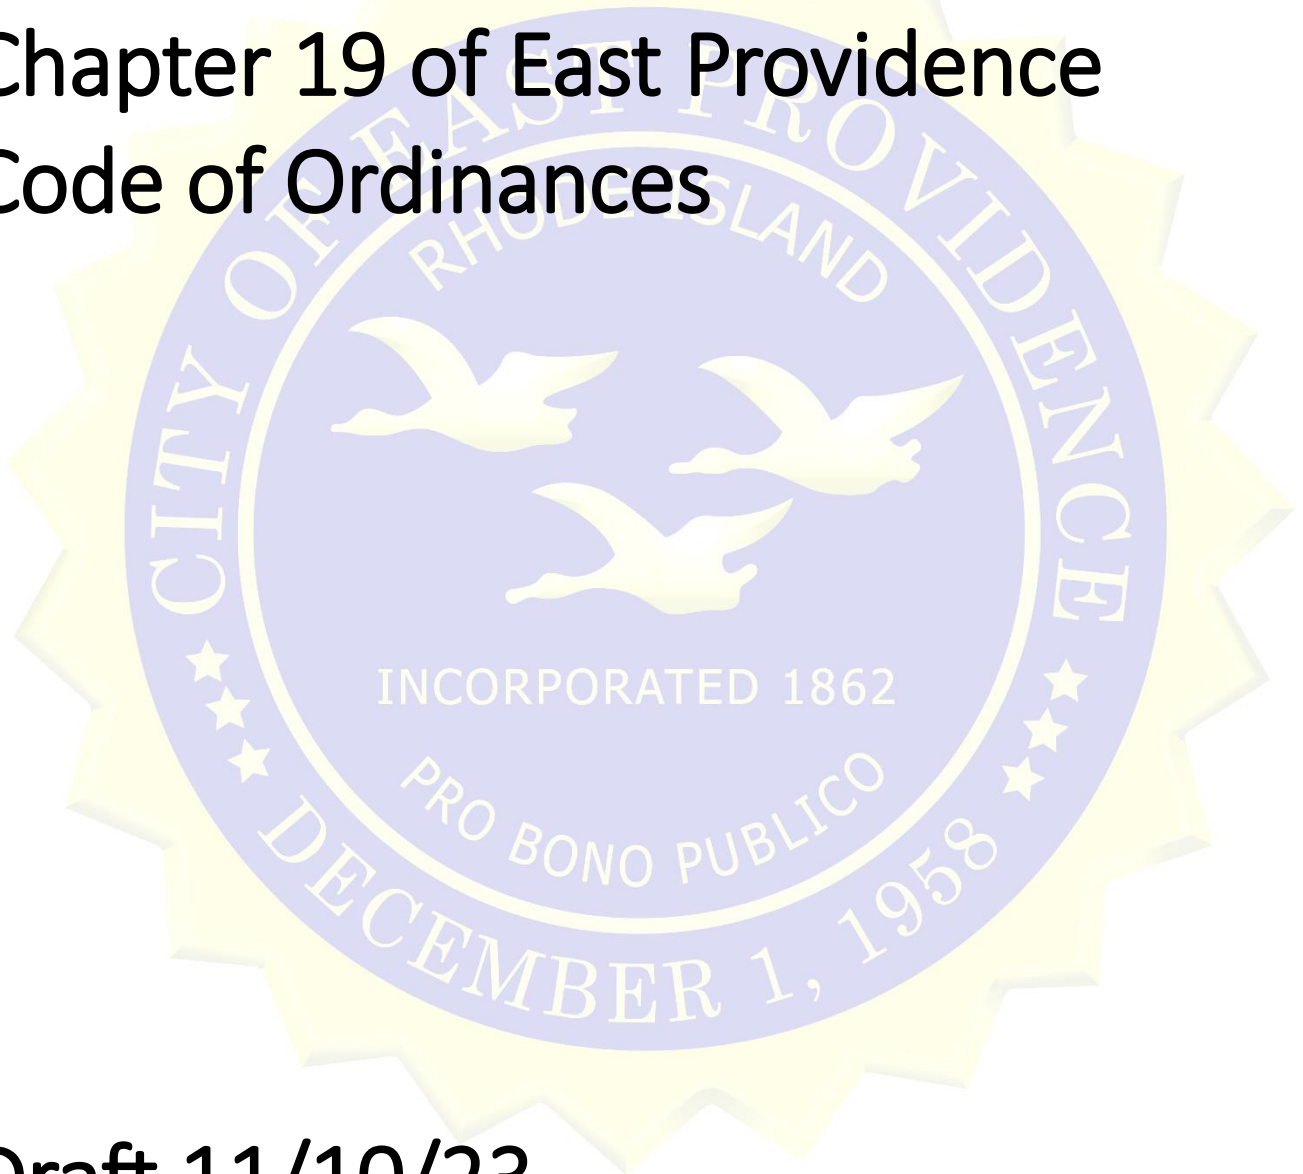 Chapter 19 of East Providence
Code of Ordinances
CITY OF EAST PROVIDENCE
RHODE ISLAND
INCORPORATED 1862
PRO BONO PUBLICO
DECEMBER 1, 1958
Draft 11/10/23